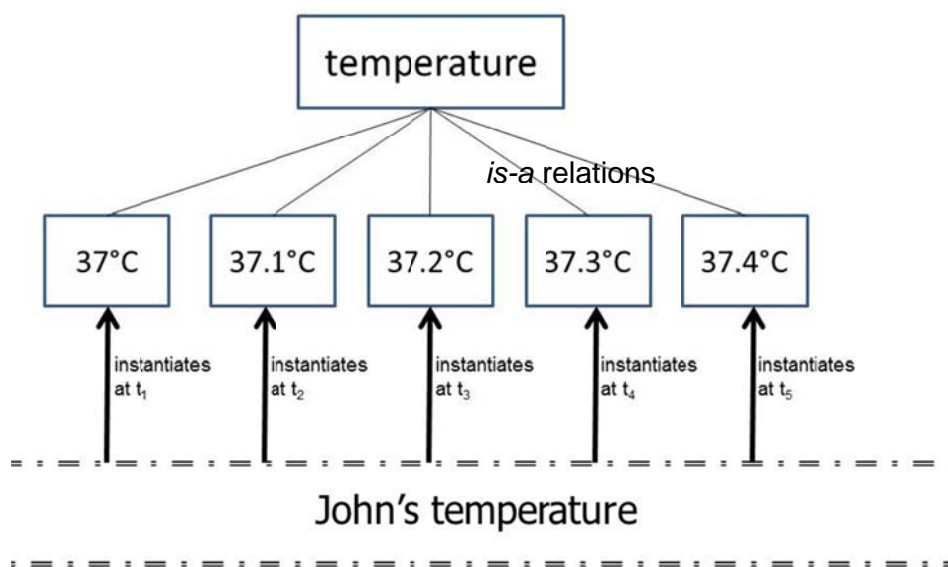 temperature
is-a relations
37°C
37.1°C
37.2°C
37.3°C
37.4°C
instantiates
at t₁
instantiates
at t₂
instantiates
at t₃
instantiates
at t₄
instantiates
at t₅
John's temperature